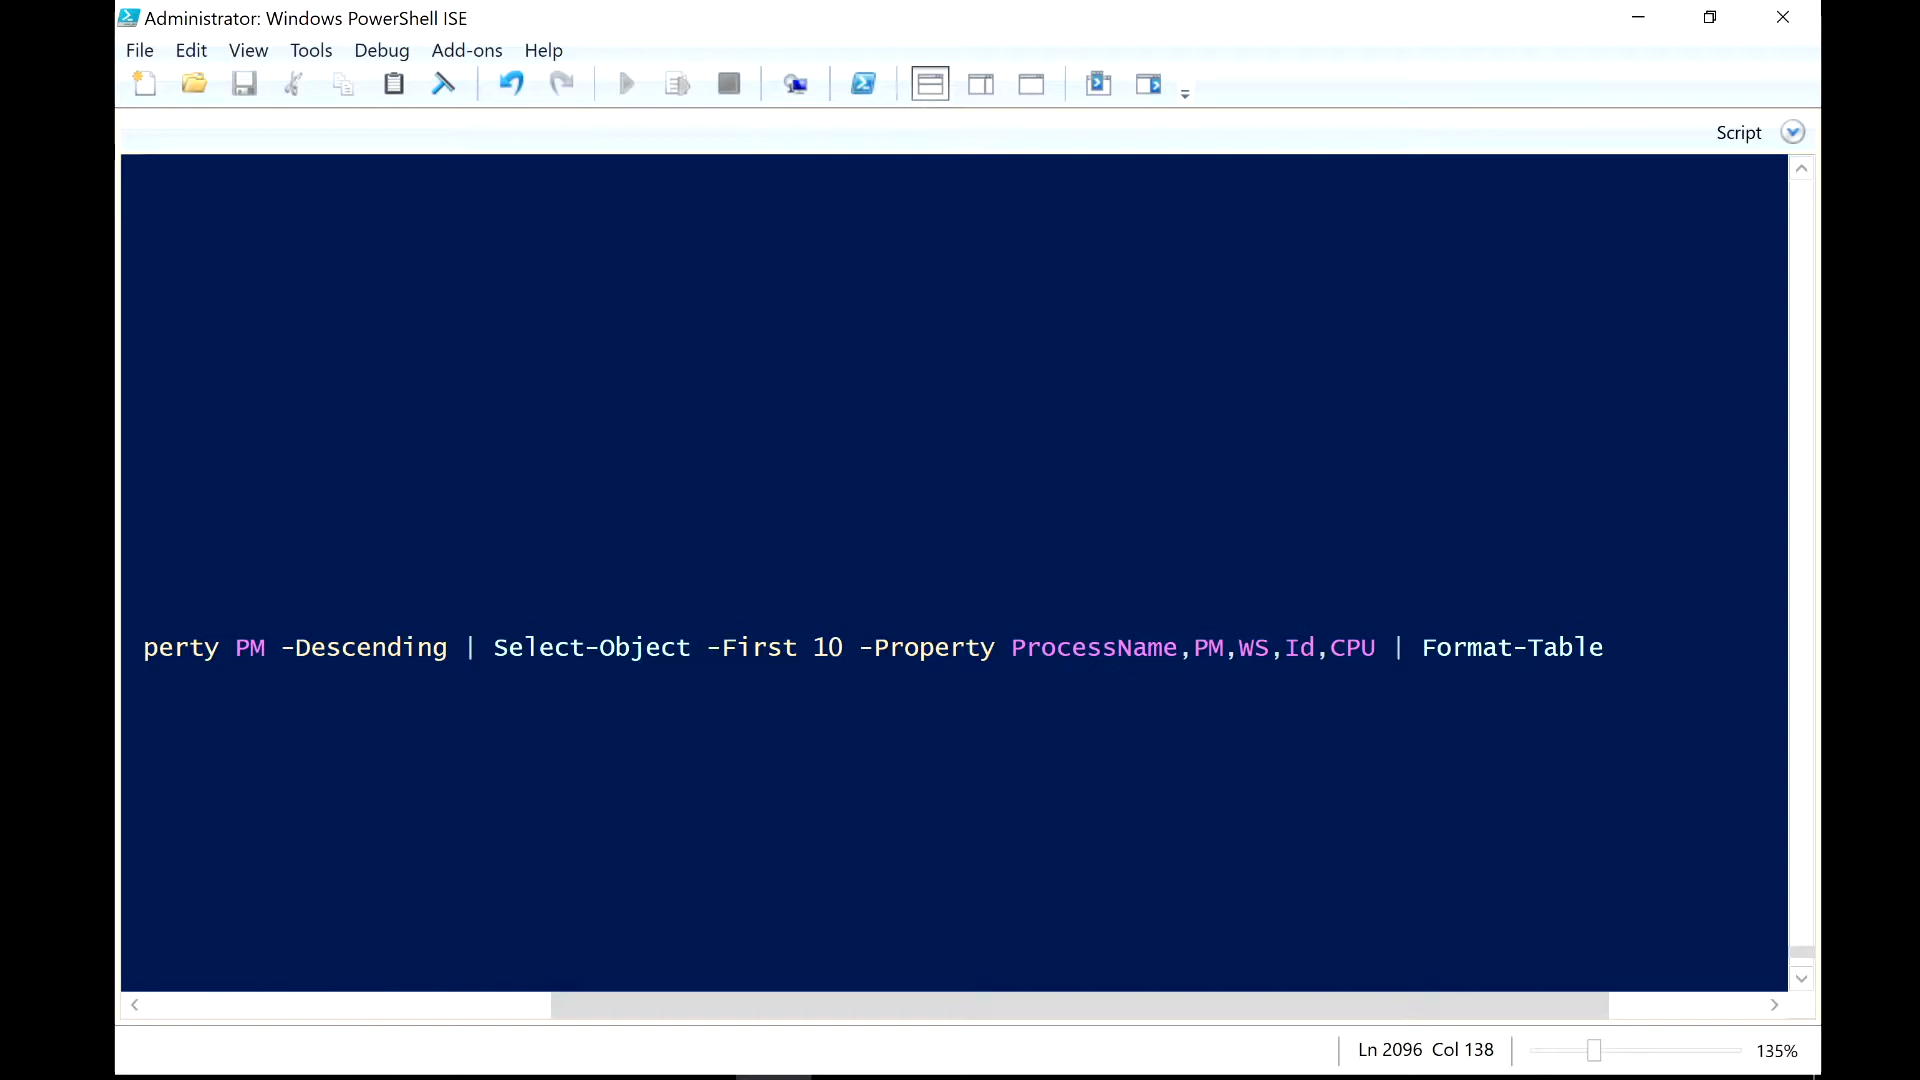 Administrator: Windows PowerShell ISE
File Edit View Tools Debug Add-ons Help
Script
perty PM -Descending | Select-Object -First 10 -Property ProcessName,PM,WS,Id,CPU | Format-Table
Ln 2096 Col 138 135%